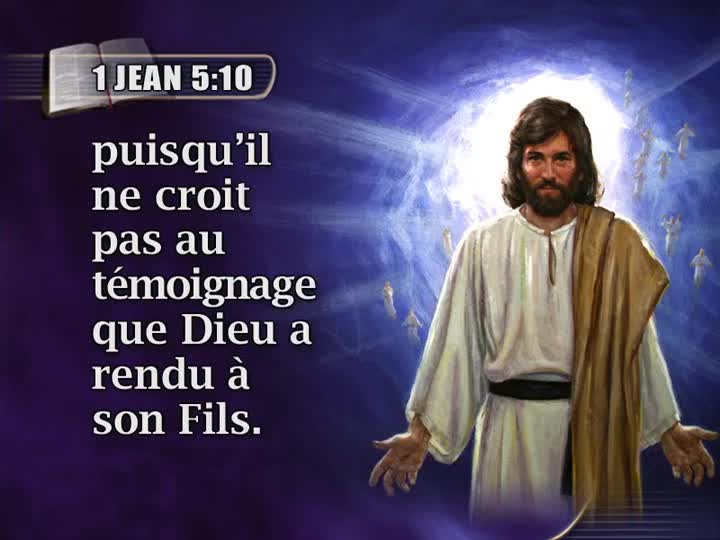 1 JEAN 5:10
puisqu’il
ne croit
pas au
témoignage
que Dieu a
rendu à
son Fils.